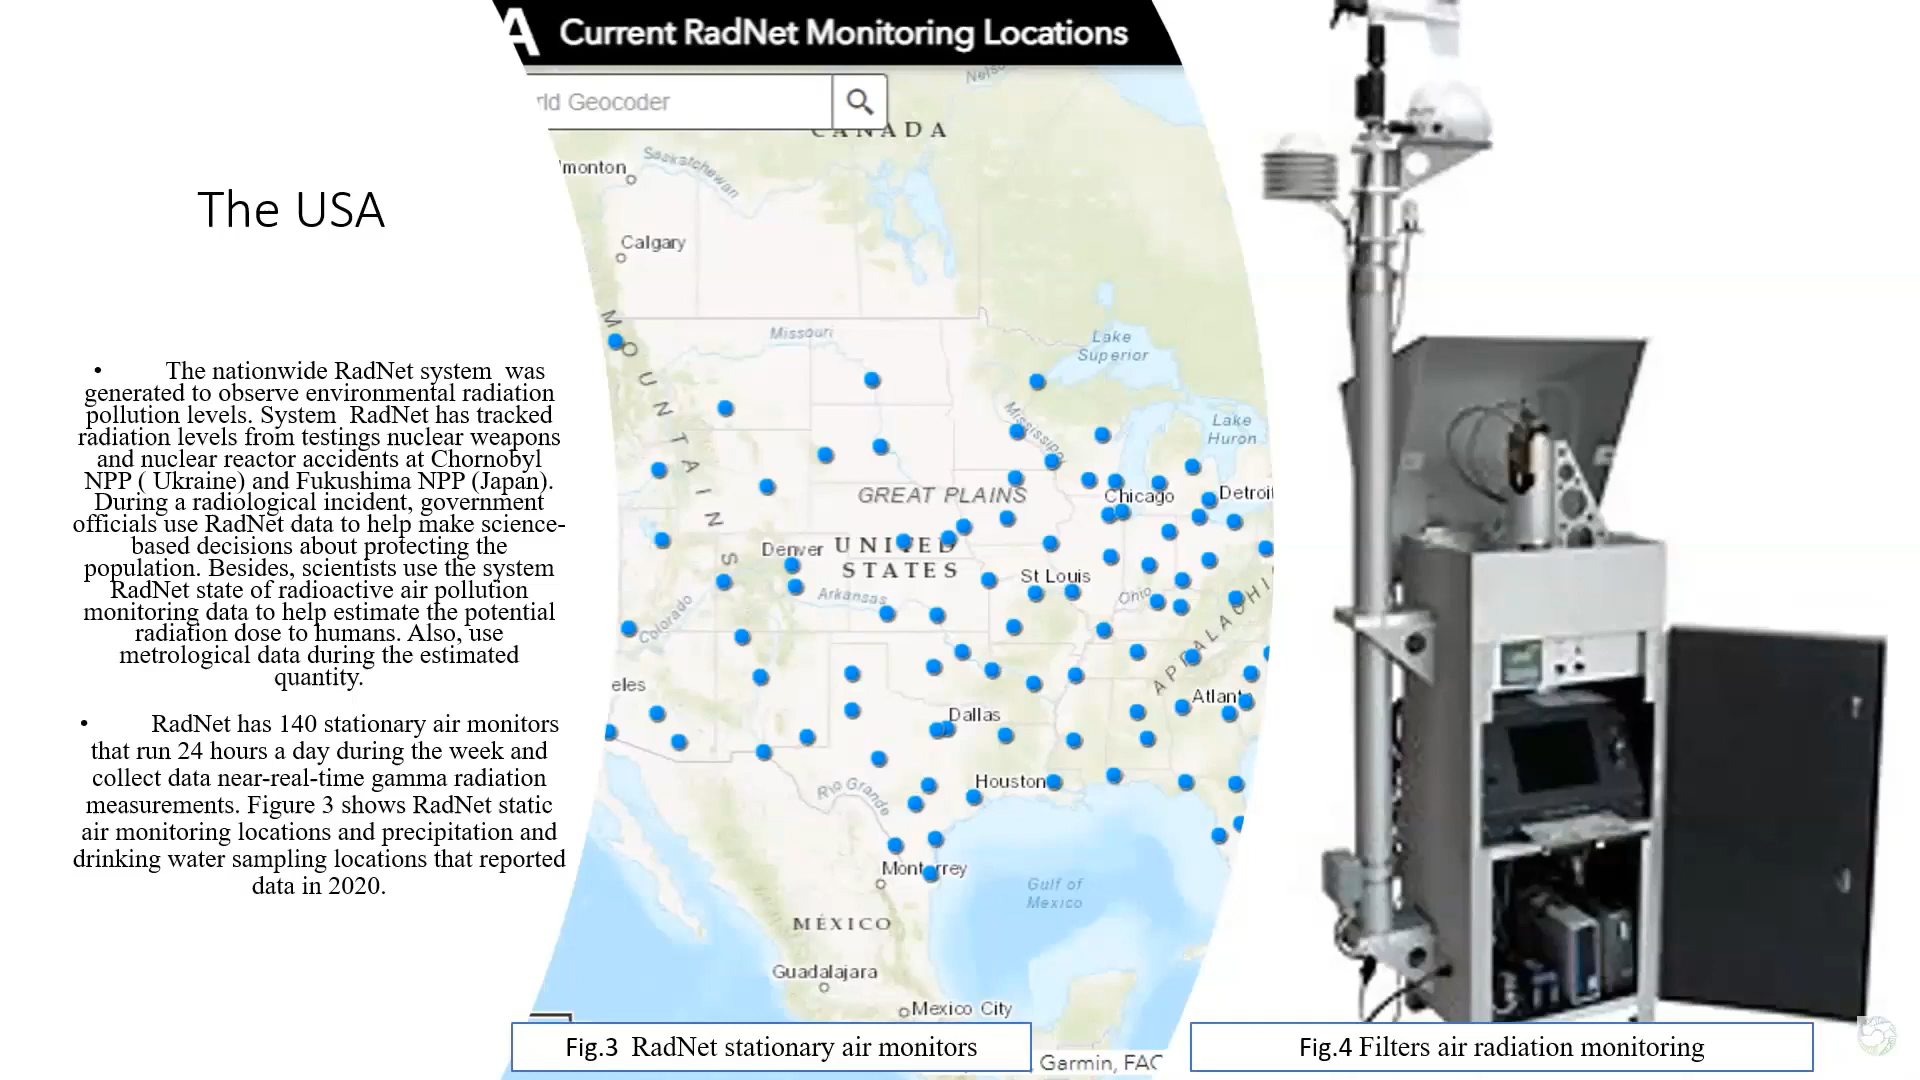 A Current RadNet Monitoring Locations
rld Geocoder
CANADA
monton
Saskatchewan
Calgary
The USA
Missouri
Lake
Superior
MOUNTAINS
Mississippi
Lake
Huron
GREAT PLAINS
Chicago
Detroi
Denver
UNITED
STATES
St Louis
Arkansas
Ohio
Colorado
APPALACHI
eles
Atlanta
Dallas
Rio Grande
Houston
Monterrey
Gulf of
Mexico
MÉXICO
Guadalajara
Mexico City
Garmin, FAC
• The nationwide RadNet system was
generated to observe environmental radiation
pollution levels. System RadNet has tracked
radiation levels from testings nuclear weapons
and nuclear reactor accidents at Chornobyl
NPP ( Ukraine) and Fukushima NPP (Japan).
During a radiological incident, government
officials use RadNet data to help make science-
based decisions about protecting the
population. Besides, scientists use the system
RadNet state of radioactive air pollution
monitoring data to help estimate the potential
radiation dose to humans. Also, use
metrological data during the estimated
quantity.
• RadNet has 140 stationary air monitors
that run 24 hours a day during the week and
collect data near-real-time gamma radiation
measurements. Figure 3 shows RadNet static
air monitoring locations and precipitation and
drinking water sampling locations that reported
data in 2020.
Fig.3 RadNet stationary air monitors
Fig.4 Filters air radiation monitoring